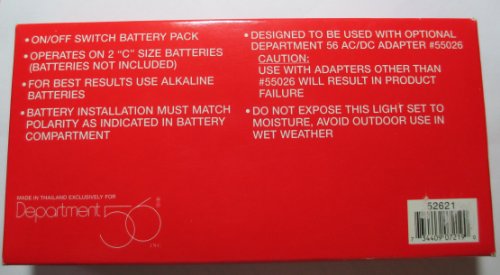 • ON/OFF SWITCH BATTERY PACK
• OPERATES ON 2 "C" SIZE BATTERIES
(BATTERIES NOT INCLUDED)
• FOR BEST RESULTS USE ALKALINE
BATTERIES
• BATTERY INSTALLATION MUST MATCH
POLARITY AS INDICATED IN BATTERY
COMPARTMENT
• DESIGNED TO BE USED WITH OPTIONAL
DEPARTMENT 56 AC/DC ADAPTER #55026
CAUTION:
USE WITH ADAPTERS OTHER THAN
#55026 WILL RESULT IN PRODUCT
FAILURE
• DO NOT EXPOSE THIS LIGHT SET TO
MOISTURE, AVOID OUTDOOR USE IN
WET WEATHER
MADE IN THAILAND EXCLUSIVELY FOR
Department 56®
INC.
52621
7 34409 07219 0